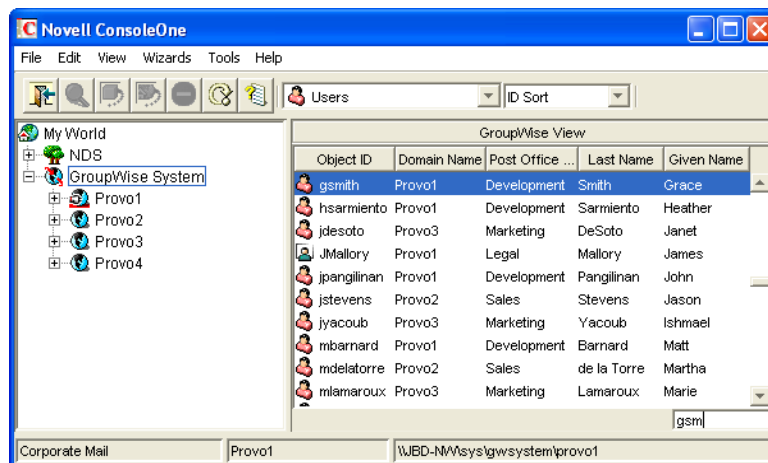 Novell ConsoleOne
File Edit View Wizards Tools Help
Users ID Sort
My World
NDS
GroupWise System
Provo1
Provo2
Provo3
Provo4
GroupWise View
Object ID Domain Name Post Office ... Last Name Given Name
gsmith Provo1 Development Smith Grace
hsarmiento Provo1 Development Sarmiento Heather
jdesoto Provo3 Marketing DeSoto Janet
JMallory Provo1 Legal Mallory James
jpangilinan Provo1 Development Pangilinan John
jstevens Provo2 Sales Stevens Jason
jyacoub Provo3 Marketing Yacoub Ishmael
mbarnard Provo1 Development Barnard Matt
mdelatorre Provo2 Sales de la Torre Martha
mlamaroux Provo3 Marketing Lamaroux Marie
gsm
Corporate Mail Provo1 \\JBD-NW\sys\gwsystem\provo1